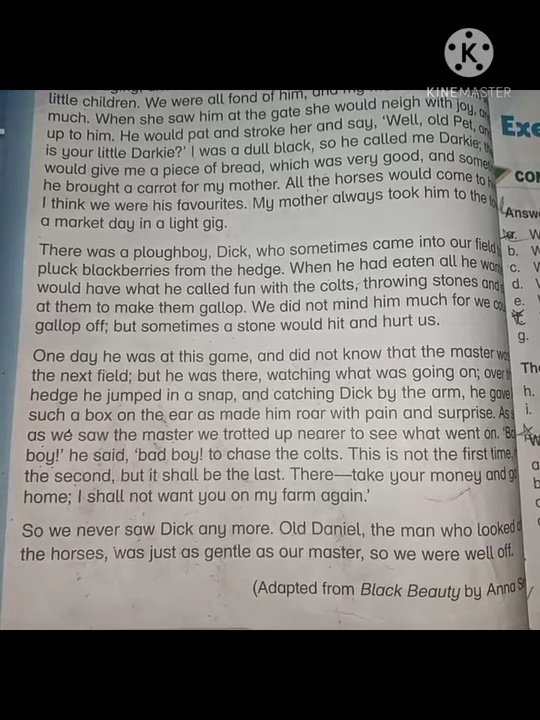 K
KINEMASTER
little children. We were all fond of him, and my
much. When she saw him at the gate she would neigh with joy,
up to him. He would pat and stroke her and say, 'Well, old Pet,
is your little Darkie?' I was a dull black, so he called me Darkie;
would give me a piece of bread, which was very good, and
he brought a carrot for my mother. All the horses would come to
I think we were his favourites. My mother always took him to the
a market day in a light gig.
There was a ploughboy, Dick, who sometimes came into our field
pluck blackberries from the hedge. When he had eaten all he
would have what he called fun with the colts, throwing stones and
at them to make them gallop. We did not mind him much for we
gallop off; but sometimes a stone would hit and hurt us.
One day he was at this game, and did not know that the master
the next field; but he was there, watching what was going on; over
hedge he jumped in a snap, and catching Dick by the arm, he gave
such a box on the ear as made him roar with pain and surprise. As
as we saw the master we trotted up nearer to see what went on.
boy!' he said, 'bad boy! to chase the colts. This is not the first time,
the second, but it shall be the last. There—take your money and
home; I shall not want you on my farm again.'
So we never saw Dick any more. Old Daniel, the man who looked
the horses, was just as gentle as our master, so we were well off.
(Adapted from Black Beauty by Anna
Exe
CO
Answ
b. W
c.
d.
e.
g.
Th
h.
i.
a
b